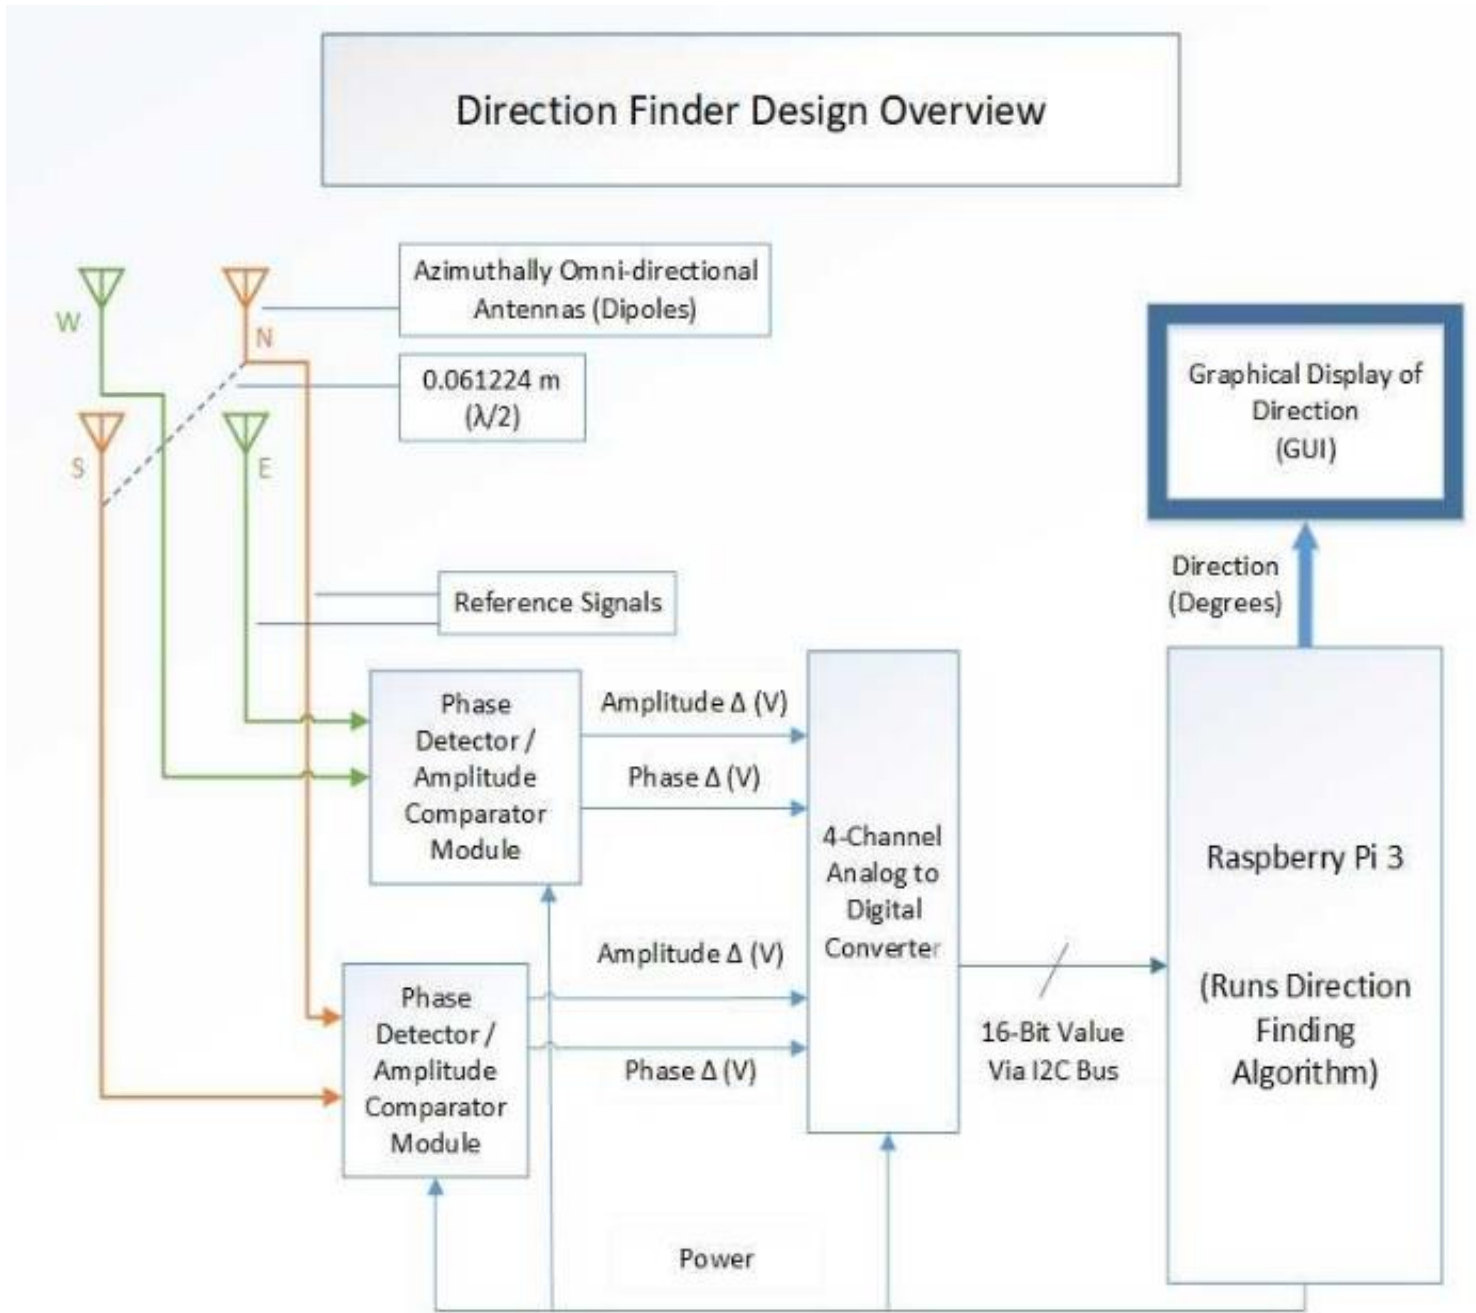 Direction Finder Design Overview
Azimuthally Omni-directional
Antennas (Dipoles)
W
N
0.061224 m
(λ/2)
S
E
Graphical Display of
Direction
(GUI)
Direction
(Degrees)
Reference Signals
Phase
Detector /
Amplitude
Comparator
Module
Amplitude Δ (V)
Phase Δ (V)
4-Channel
Analog to
Digital
Converter
Raspberry Pi 3
(Runs Direction
Finding
Algorithm)
Phase
Detector /
Amplitude
Comparator
Module
Amplitude Δ (V)
Phase Δ (V)
16-Bit Value
Via I2C Bus
Power